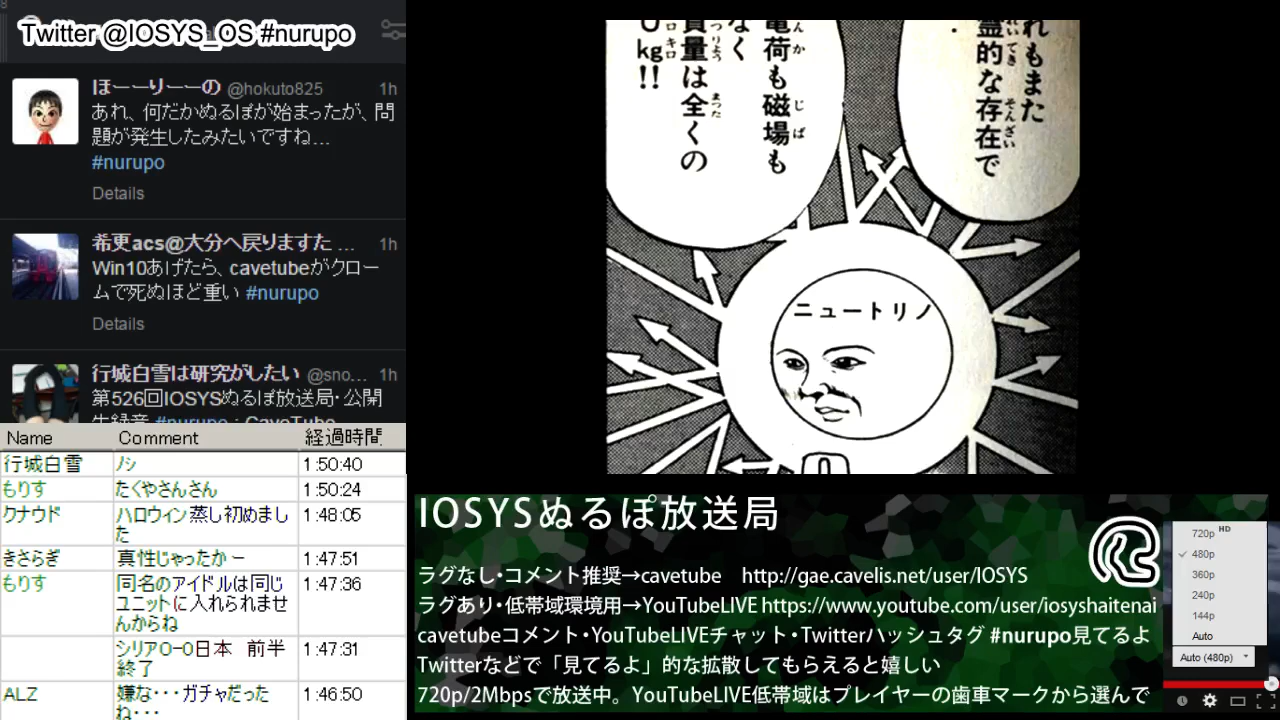 Twitter @IOSYS_OS #nurupo
ほーーりーーの @hokuto825 1h
あれ、何だかぬるぽが始まったが、問
題が発生したみたいですね...
#nurupo
Details
希更acs@大分へ戻りますた ... 1h
Win10あげたら、cavetubeがクロー
ムで死ぬほど重い #nurupo
Details
行城白雪は研究がしたい @sno... 1h
第526回IOSYSぬるぽ放送局・公開
生録音 #nurupo : CaveTube
Name Comment 経過時間
行城白雪 ﾉｼ 1:50:40
もりす たくやさんさん 1:50:24
クナウド ハロウィン蒸し初めまし
た 1:48:05
きさらぎ 真性じゃったかー 1:47:51
もりす 同名のアイドルは同じ
ユニットに入れられませ
んからね 1:47:36
シリア0-0日本 前半
終了 1:47:31
ALZ 嫌な・・・ガチャだった
ね・・・ 1:46:50
れもまた
霊的な存在で
電荷も磁場も
なく
質量は全くの
0kg!!
ニュートリノ
IOSYSぬるぽ放送局
ラグなし・コメント推奨→cavetube http://gae.cavelis.net/user/IOSYS
ラグあり・低帯域環境用→YouTubeLIVE https://www.youtube.com/user/iosyshaitenai
cavetubeコメント・YouTubeLIVEチャット・Twitterハッシュタグ #nurupo見てるよ
Twitterなどで「見てるよ」的な拡散してもらえると嬉しい
720p/2Mbpsで放送中。YouTubeLIVE低帯域はプレイヤーの歯車マークから選んで
720p HD
480p
360p
240p
144p
Auto
Auto (480p)